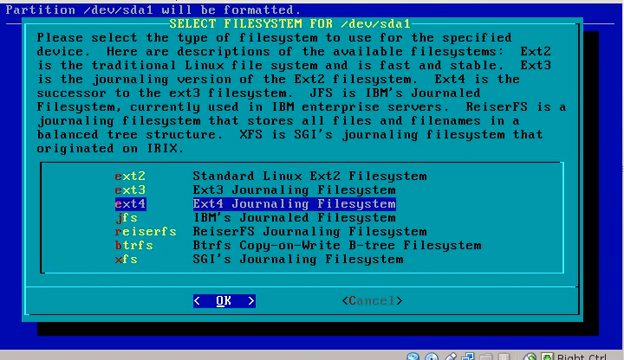 Partition /dev/sda1 will be formatted.
SELECT FILESYSTEM FOR /dev/sda1
Please select the type of filesystem to use for the specified
device.  Here are descriptions of the available filesystems:  Ext2
is the traditional Linux file system and is fast and stable.  Ext3
is the journaling version of the Ext2 filesystem.  Ext4 is the
successor to the ext3 filesystem.  JFS is IBM's Journaled
Filesystem, currently used in IBM enterprise servers.  ReiserFS is a
journaling filesystem that stores all files and filenames in a
balanced tree structure.  XFS is SGI's journaling filesystem that
originated on IRIX.
ext2 Standard Linux Ext2 Filesystem
ext3 Ext3 Journaling Filesystem
ext4 Ext4 Journaling Filesystem
jfs IBM's Journaled Filesystem
reiserfs ReiserFS Journaling Filesystem
btrfs Btrfs Copy-on-Write B-tree Filesystem
xfs SGI's Journaling Filesystem
< OK > <Cancel>
Right Ctrl